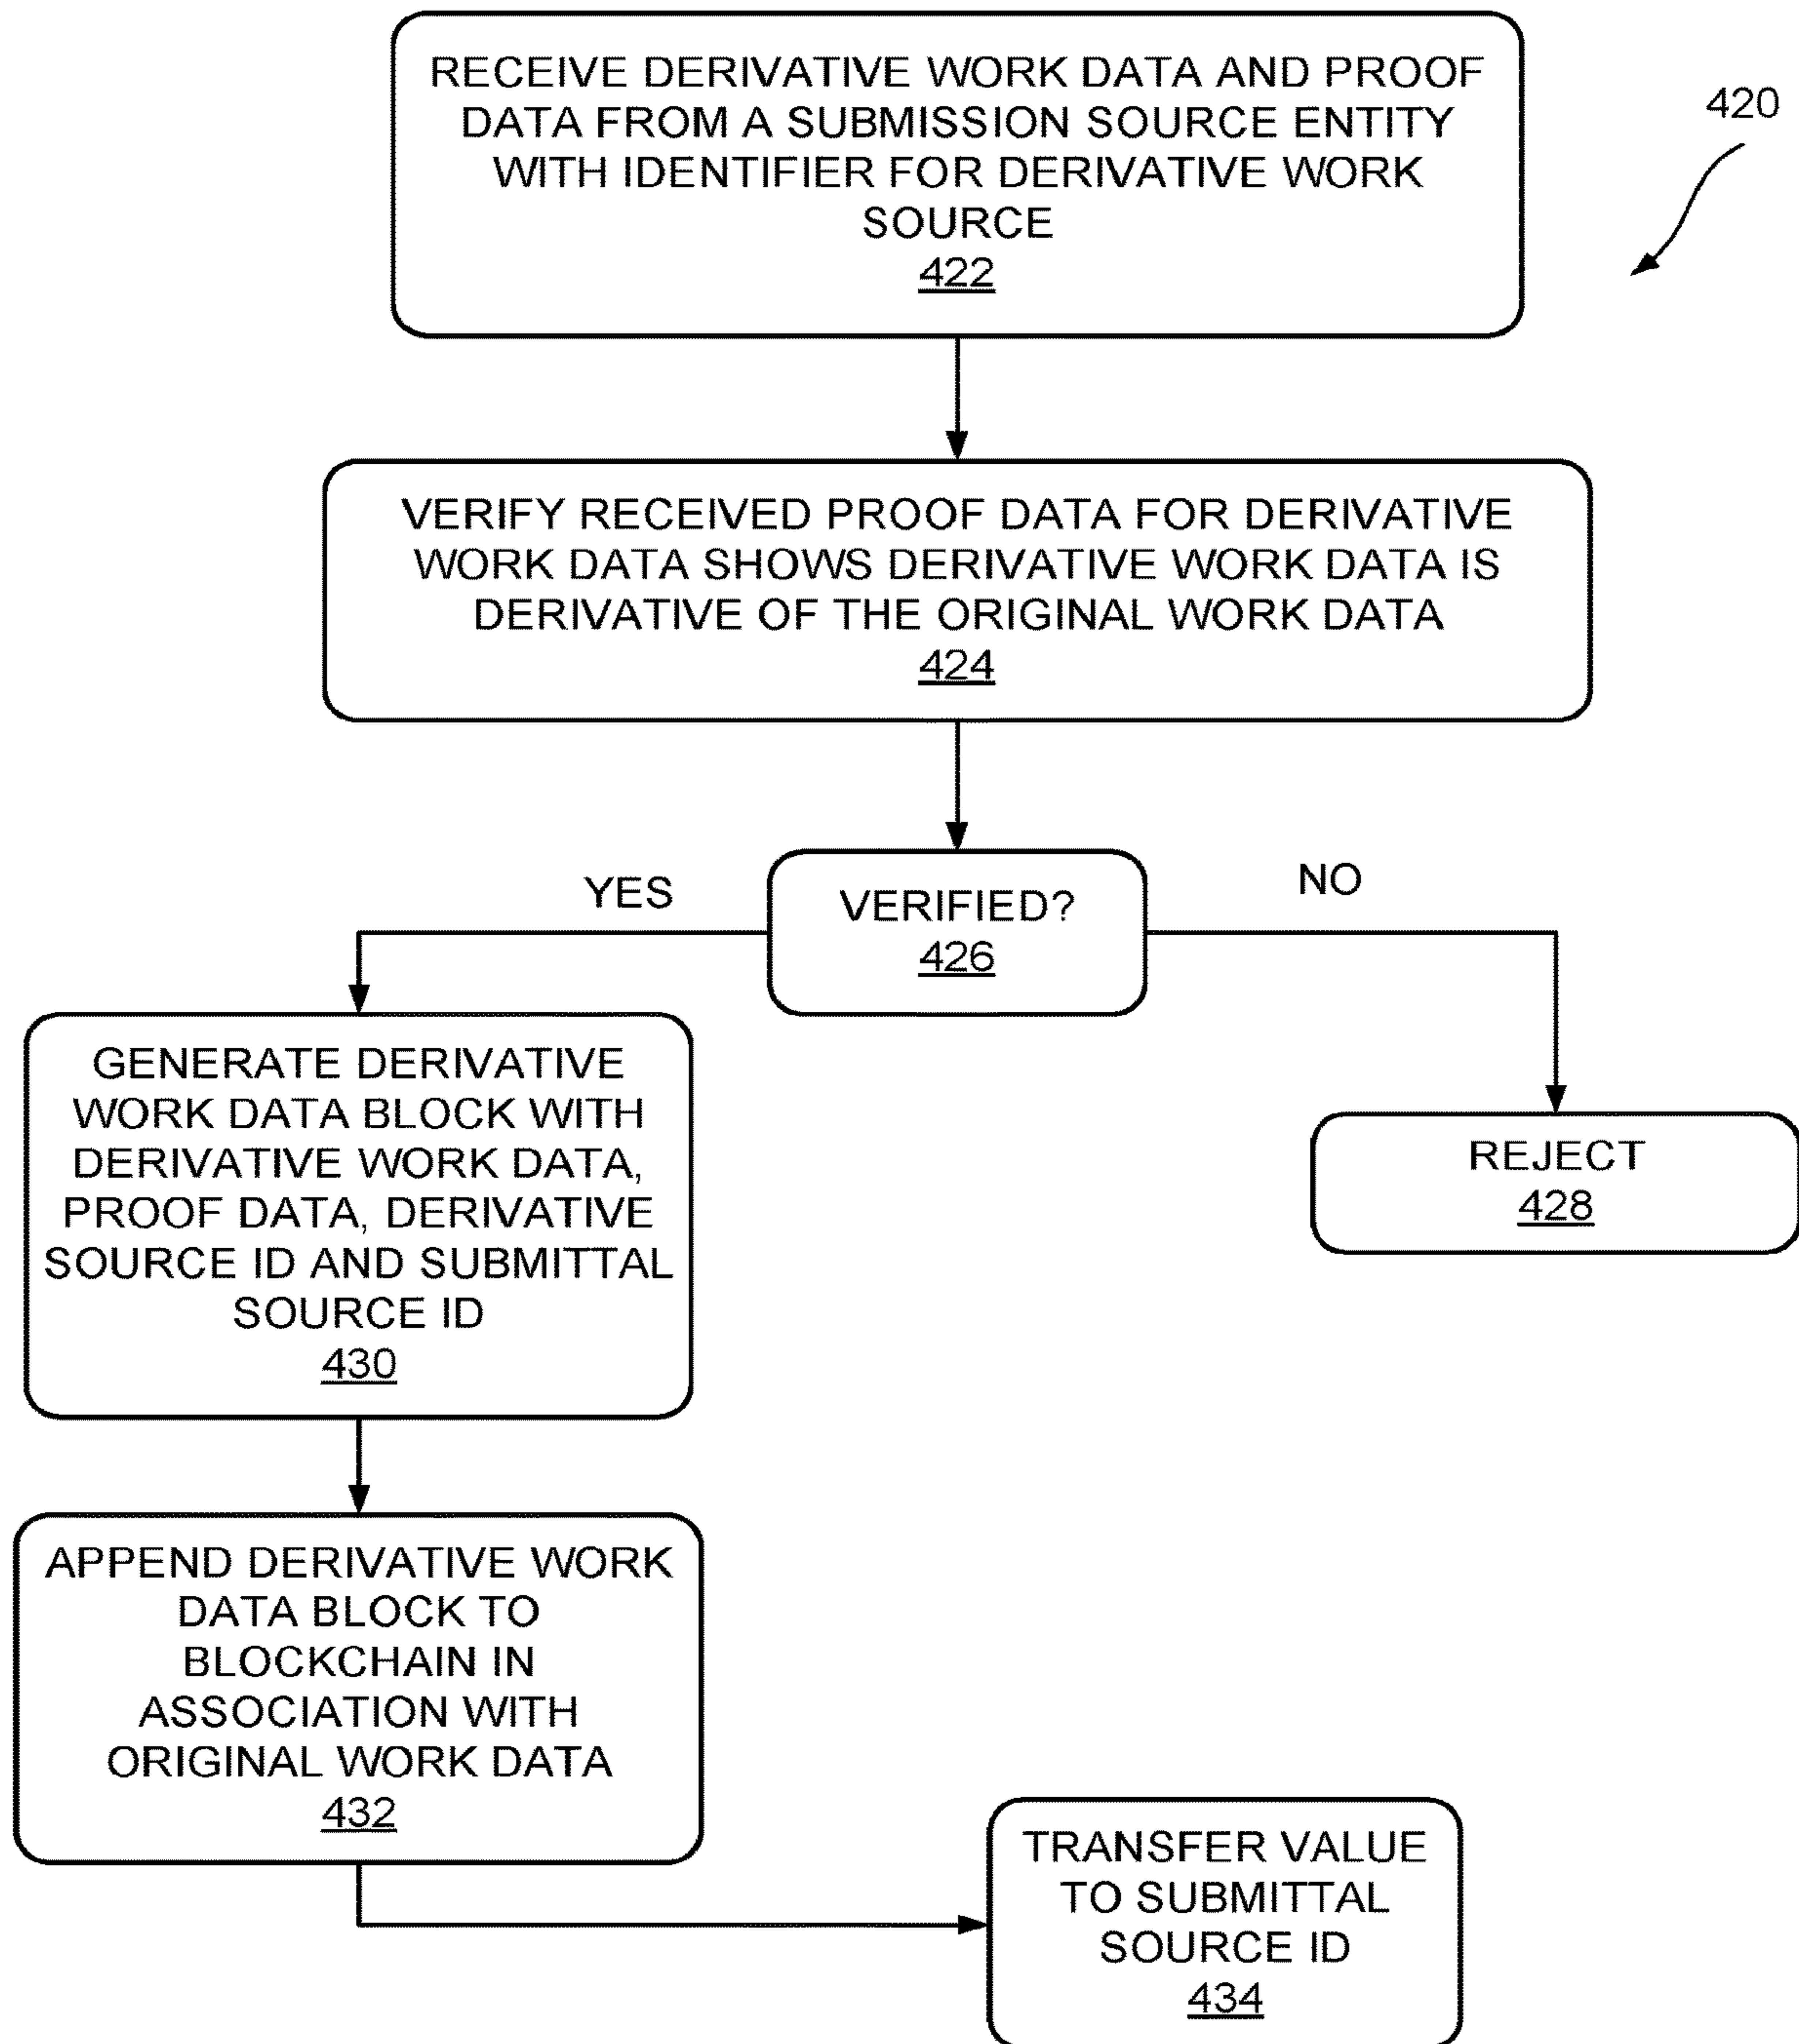 RECEIVE DERIVATIVE WORK DATA AND PROOF
DATA FROM A SUBMISSION SOURCE ENTITY
WITH IDENTIFIER FOR DERIVATIVE WORK
SOURCE
422
420
VERIFY RECEIVED PROOF DATA FOR DERIVATIVE
WORK DATA SHOWS DERIVATIVE WORK DATA IS
DERIVATIVE OF THE ORIGINAL WORK DATA
424
YES
VERIFIED?
426
NO
GENERATE DERIVATIVE
WORK DATA BLOCK WITH
DERIVATIVE WORK DATA,
PROOF DATA, DERIVATIVE
SOURCE ID AND SUBMITTAL
SOURCE ID
430
REJECT
428
APPEND DERIVATIVE WORK
DATA BLOCK TO
BLOCKCHAIN IN
ASSOCIATION WITH
ORIGINAL WORK DATA
432
TRANSFER VALUE
TO SUBMITTAL
SOURCE ID
434